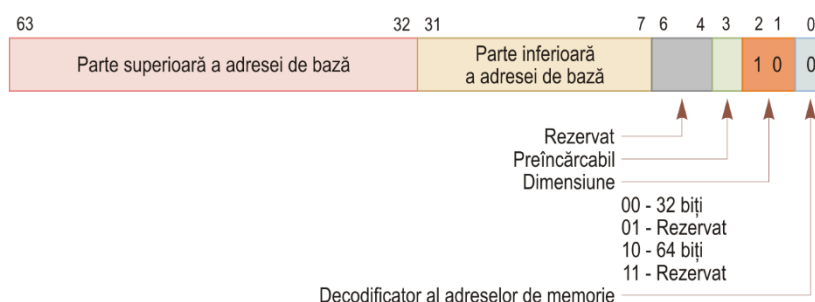 63 32 31 7 6 4 3 2 1 0
Parte superioară a adresei de bază
Parte inferioară
a adresei de bază
1 0
0
Rezervat
Preîncărcabil
Dimensiune
00 - 32 biți
01 - Rezervat
10 - 64 biți
11 - Rezervat
Decodificator al adreselor de memorie